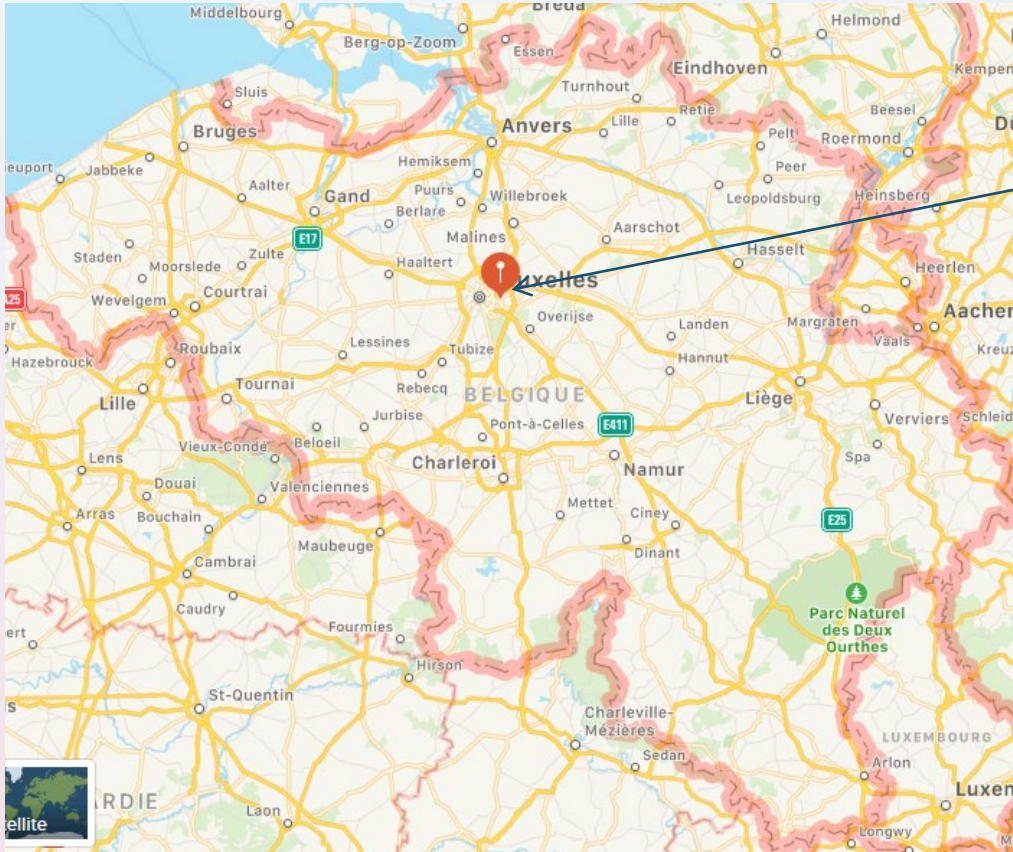 Middelbourg
Breda
Helmond
Berg-op-Zoom
Essen
Eindhoven
Kempen
Sluis
Turnhout
Beesel
Bruges
Anvers
Lille
Retie
Pelt
Roermond
Hemiksem
Peer
Jabbeke
Aalter
Puurs
Willebroek
Leopoldsburg
Heinsberg
Gand
Berlare
E17
Malines
Aarschot
Staden
Zulte
Haaltert
Hasselt
Moorslede
uxelles
Heerlen
Wevelgem
Courtrai
A25
Overijse
Landen
Margraten
Aachen
Hazebrouck
Roubaix
Lessines
Tubize
Hannut
Vaals
Tournai
Rebecq
BELGIQUE
Liège
Lille
Jurbise
Pont-à-Celles
E411
Verviers
Schleid
Vieux-Condé
Beloeil
Lens
Charleroi
Namur
Spa
Douai
Valenciennes
Arras
Bouchain
Mettet
Ciney
E25
Maubeuge
Dinant
Cambrai
Caudry
Parc Naturel
des Deux
Ourthes
Fourmies
Hirson
St-Quentin
Charleville-
Mézières
LUXEMBOURG
Sedan
Arlon
Luxen
ARDIE
Laon
Longwy
ellite